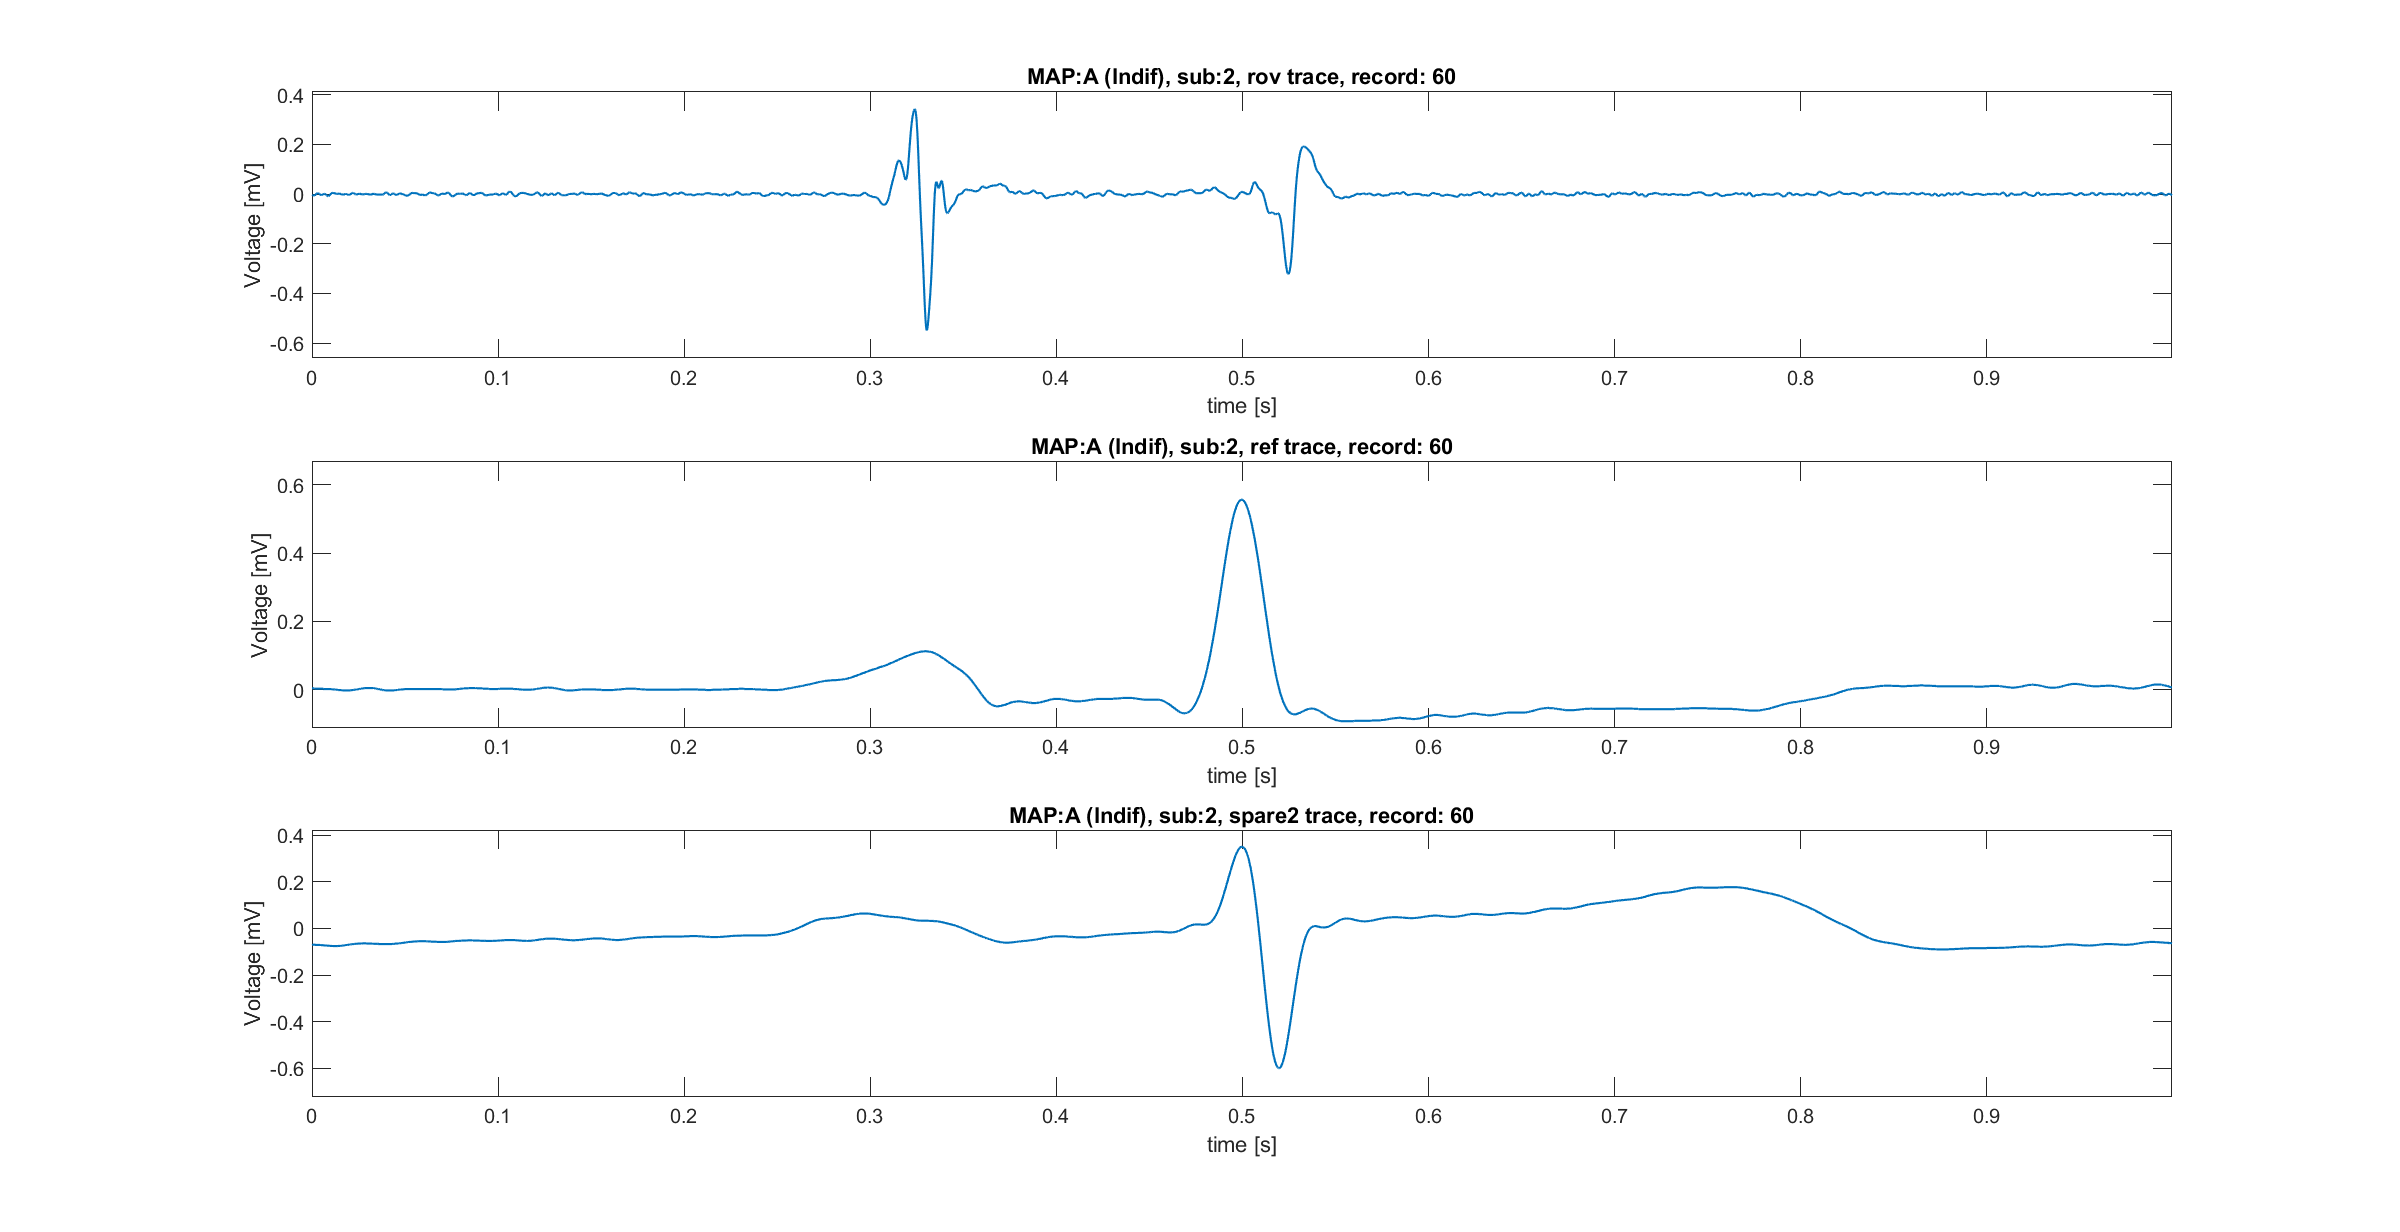 MAP:A (Indif), sub:2, rov trace, record: 60
Voltage [mV]
0.4
0.2
0
-0.2
-0.4
-0.6
0 0.1 0.2 0.3 0.4 0.5 0.6 0.7 0.8 0.9
time [s]
MAP:A (Indif), sub:2, ref trace, record: 60
Voltage [mV]
0.6
0.4
0.2
0
0 0.1 0.2 0.3 0.4 0.5 0.6 0.7 0.8 0.9
time [s]
MAP:A (Indif), sub:2, spare2 trace, record: 60
Voltage [mV]
0.4
0.2
0
-0.2
-0.4
-0.6
0 0.1 0.2 0.3 0.4 0.5 0.6 0.7 0.8 0.9
time [s]